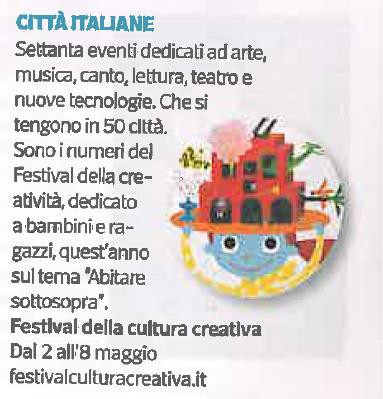 CITTÀ ITALIANE
Settanta eventi dedicati ad arte,
musica, canto, lettura, teatro e
nuove tecnologie. Che si
tengono in 50 città.
Sono i numeri del
Festival della cre-
atività, dedicato
a bambini e ra-
gazzi, quest'anno
sul tema "Abitare
sottosopra".
Festival della cultura creativa
Dal 2 all'8 maggio
festivalculturacreativa.it